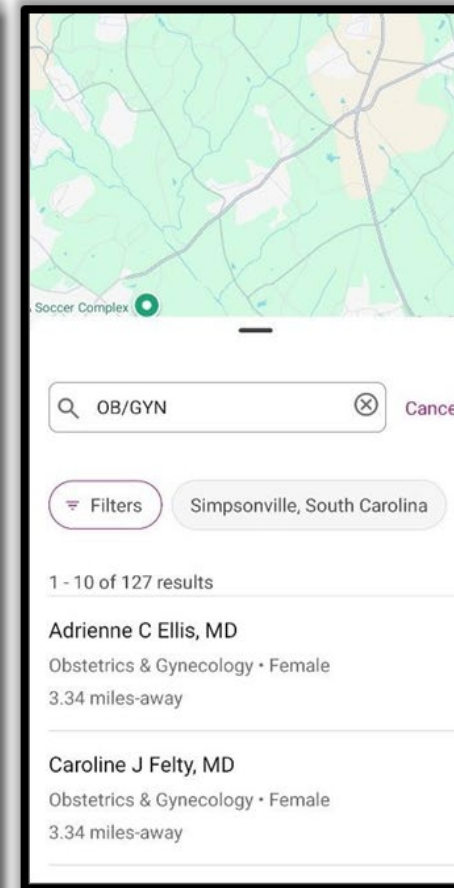 Soccer Complex
OB/GYN
Cance
Filters
Simpsonville, South Carolina
1 - 10 of 127 results
Adrienne C Ellis, MD
Obstetrics & Gynecology • Female
3.34 miles-away
Caroline J Felty, MD
Obstetrics & Gynecology • Female
3.34 miles-away